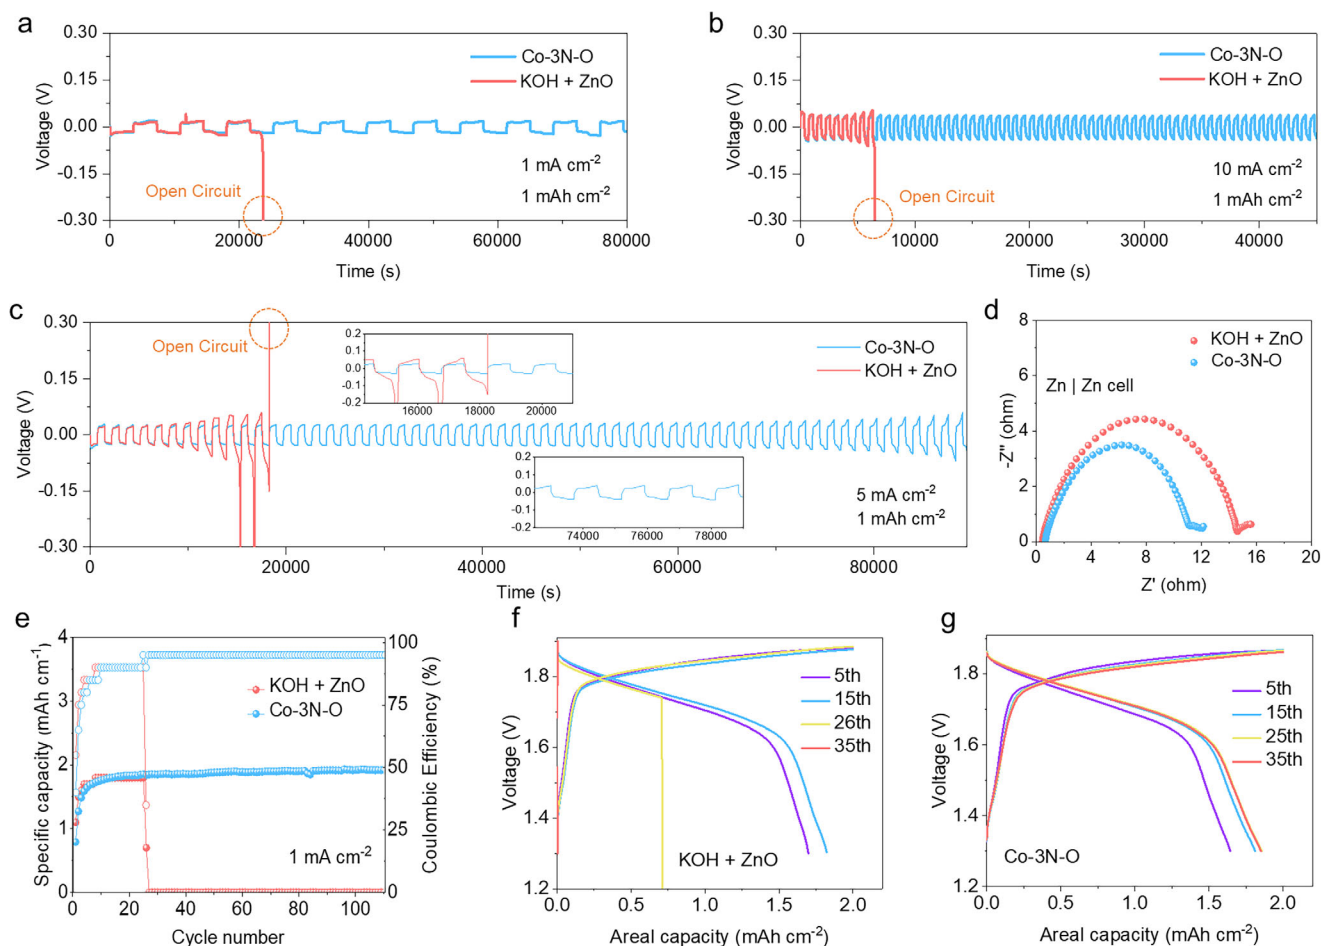 a
0.30
0.15
0.00
-0.15
-0.30
Voltage (V)
Co-3N-O
KOH + ZnO
1 mA cm⁻²
1 mAh cm⁻²
Open Circuit
0 20000 40000 60000 80000
Time (s)
b
0.30
0.15
0.00
-0.15
-0.30
Voltage (V)
Co-3N-O
KOH + ZnO
10 mA cm⁻²
1 mAh cm⁻²
Open Circuit
0 10000 20000 30000 40000
Time (s)
c
0.30
0.15
0.00
-0.15
-0.30
Voltage (V)
Open Circuit
0.2
0.1
0.0
-0.1
-0.2
16000 18000 20000
Co-3N-O
KOH + ZnO
0.2
0.1
0.0
-0.1
-0.2
74000 76000 78000
5 mA cm⁻²
1 mAh cm⁻²
0 20000 40000 60000 80000
Time (s)
d
8
6
4
2
0
-Z" (ohm)
KOH + ZnO
Co-3N-O
Zn | Zn cell
0 4 8 12 16 20
Z' (ohm)
e
4
3
2
1
0
Specific capacity (mAh cm⁻¹)
100
75
50
25
0
Coulombic Efficiency (%)
KOH + ZnO
Co-3N-O
1 mA cm⁻²
0 20 40 60 80 100
Cycle number
f
1.8
1.6
1.4
1.2
Voltage (V)
5th
15th
26th
35th
KOH + ZnO
0.0 0.5 1.0 1.5 2.0
Areal capacity (mAh cm⁻²)
g
1.8
1.6
1.4
1.2
Voltage (V)
5th
15th
25th
35th
Co-3N-O
0.0 0.5 1.0 1.5 2.0
Areal capacity (mAh cm⁻²)